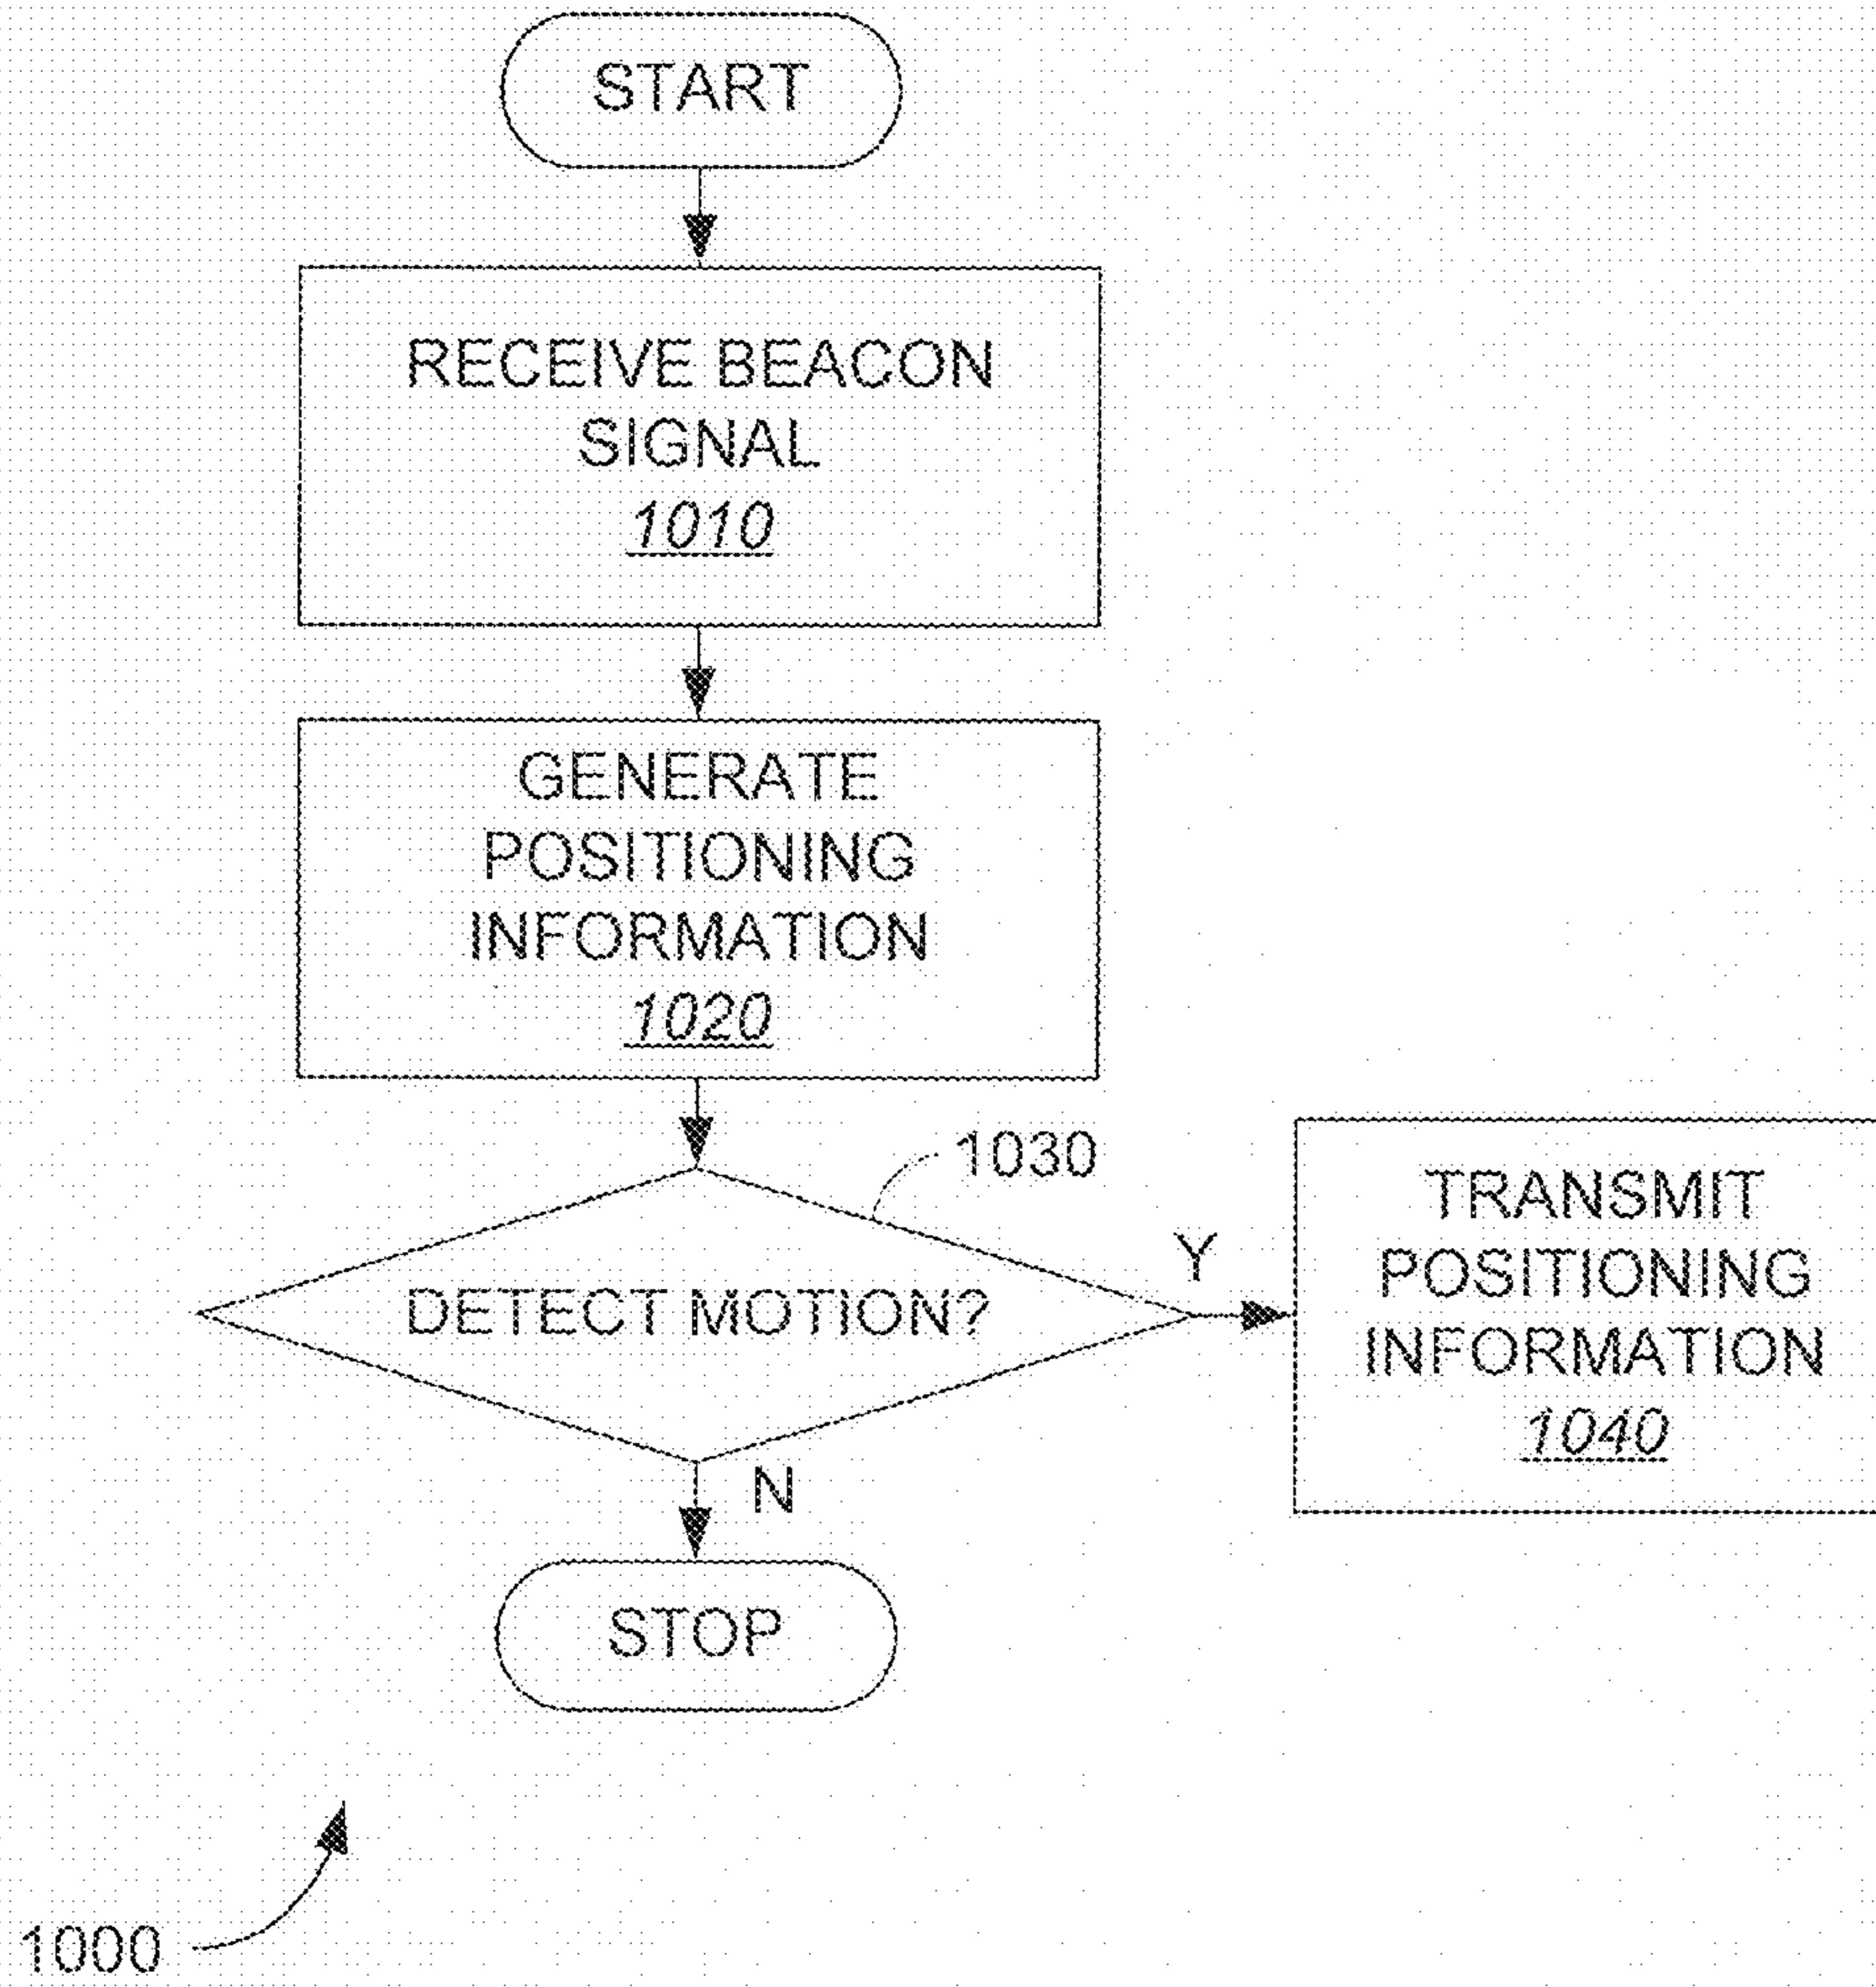 START
RECEIVE BEACON
SIGNAL
1010
GENERATE
POSITIONING
INFORMATION
1020
1030
DETECT MOTION?
Y
TRANSMIT
POSITIONING
INFORMATION
1040
N
STOP
1000